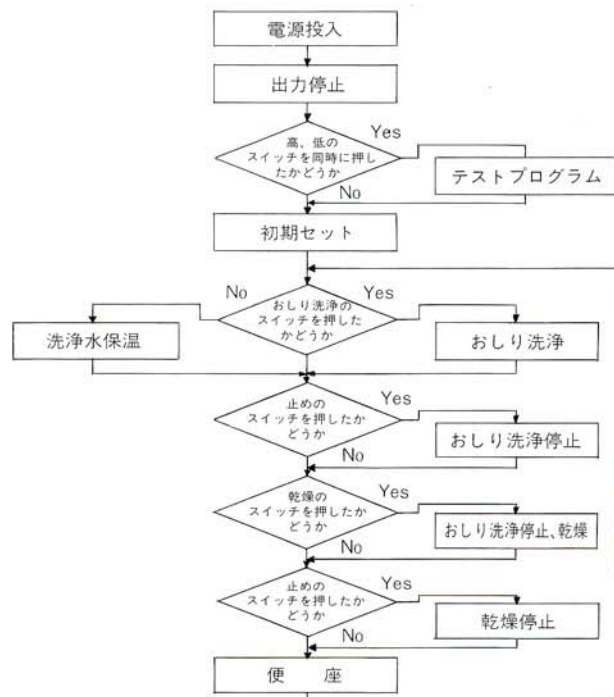 電源投入
出力停止
高、低の
スイッチを同時に押し
たかどうか
Yes
テストプログラム
No
初期セット
No
おしり洗浄の
スイッチを押した
かどうか
Yes
洗浄水保温
おしり洗浄
止めの
スイッチを押したか
どうか
Yes
おしり洗浄停止
No
乾燥の
スイッチを押したか
どうか
Yes
おしり洗浄停止、乾燥
No
止めの
スイッチを押したか
どうか
Yes
乾燥停止
No
便 座